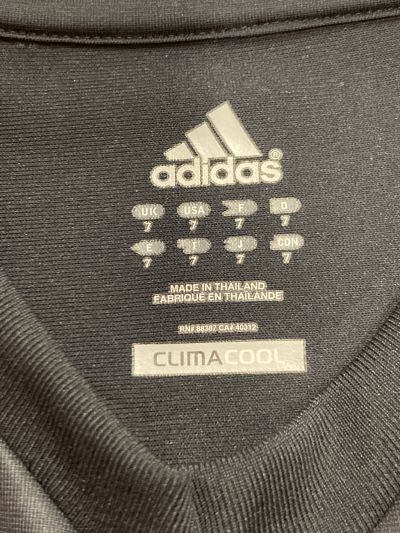 adidas®
UK USA F D
7 7 7 7
E I J CON
7 7 7 7
MADE IN THAILAND
FABRIQUÉ EN THAÏLANDE
RN# 88387 CA# 40312
CLIMACOOL